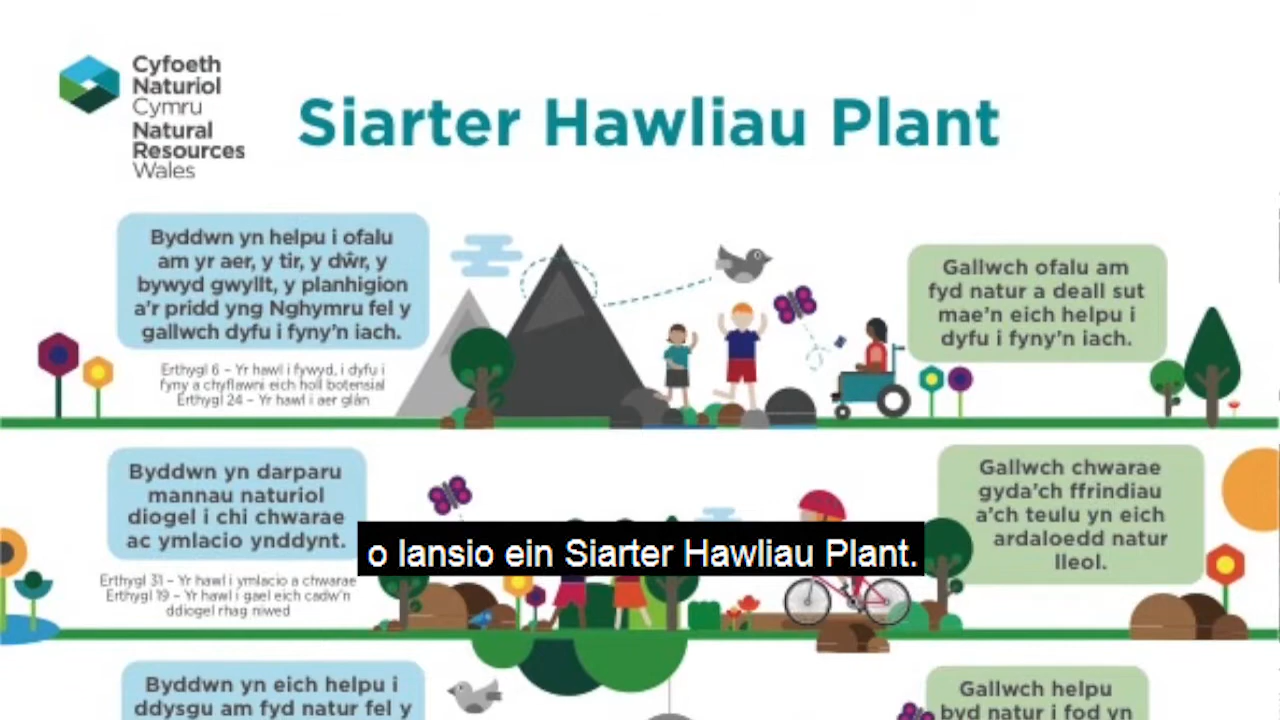 Cyfoeth
Naturiol
Cymru
Natural
Resources
Wales
Siarter Hawliau Plant
Byddwn yn helpu i ofalu
am yr aer, y tir, y dŵr, y
bywyd gwyllt, y planhigion
a'r pridd yng Nghymru fel y
gallwch dyfu i fyny'n iach.
Erthygl 6 – Yr hawl i fywyd, i dyfu i
fyny a chyflawni eich holl botensial
Erthygl 24 – Yr hawl i aer glân
Gallwch ofalu am
fyd natur a deall sut
mae'n eich helpu i
dyfu i fyny'n iach.
Byddwn yn darparu
mannau naturiol
diogel i chi chwarae
ac ymlacio ynddynt.
Erthygl 31 – Yr hawl i ymlacio a chwarae
Erthygl 19 – Yr hawl i gael eich cadw'n
ddiogel rhag niwed
Gallwch chwarae
gyda'ch ffrindiau
a'ch teulu yn eich
ardaloedd natur
lleol.
o lansio ein Siarter Hawliau Plant.
Byddwn yn eich helpu i
ddysgu am fyd natur fel y
Gallwch helpu
byd natur i fod yn